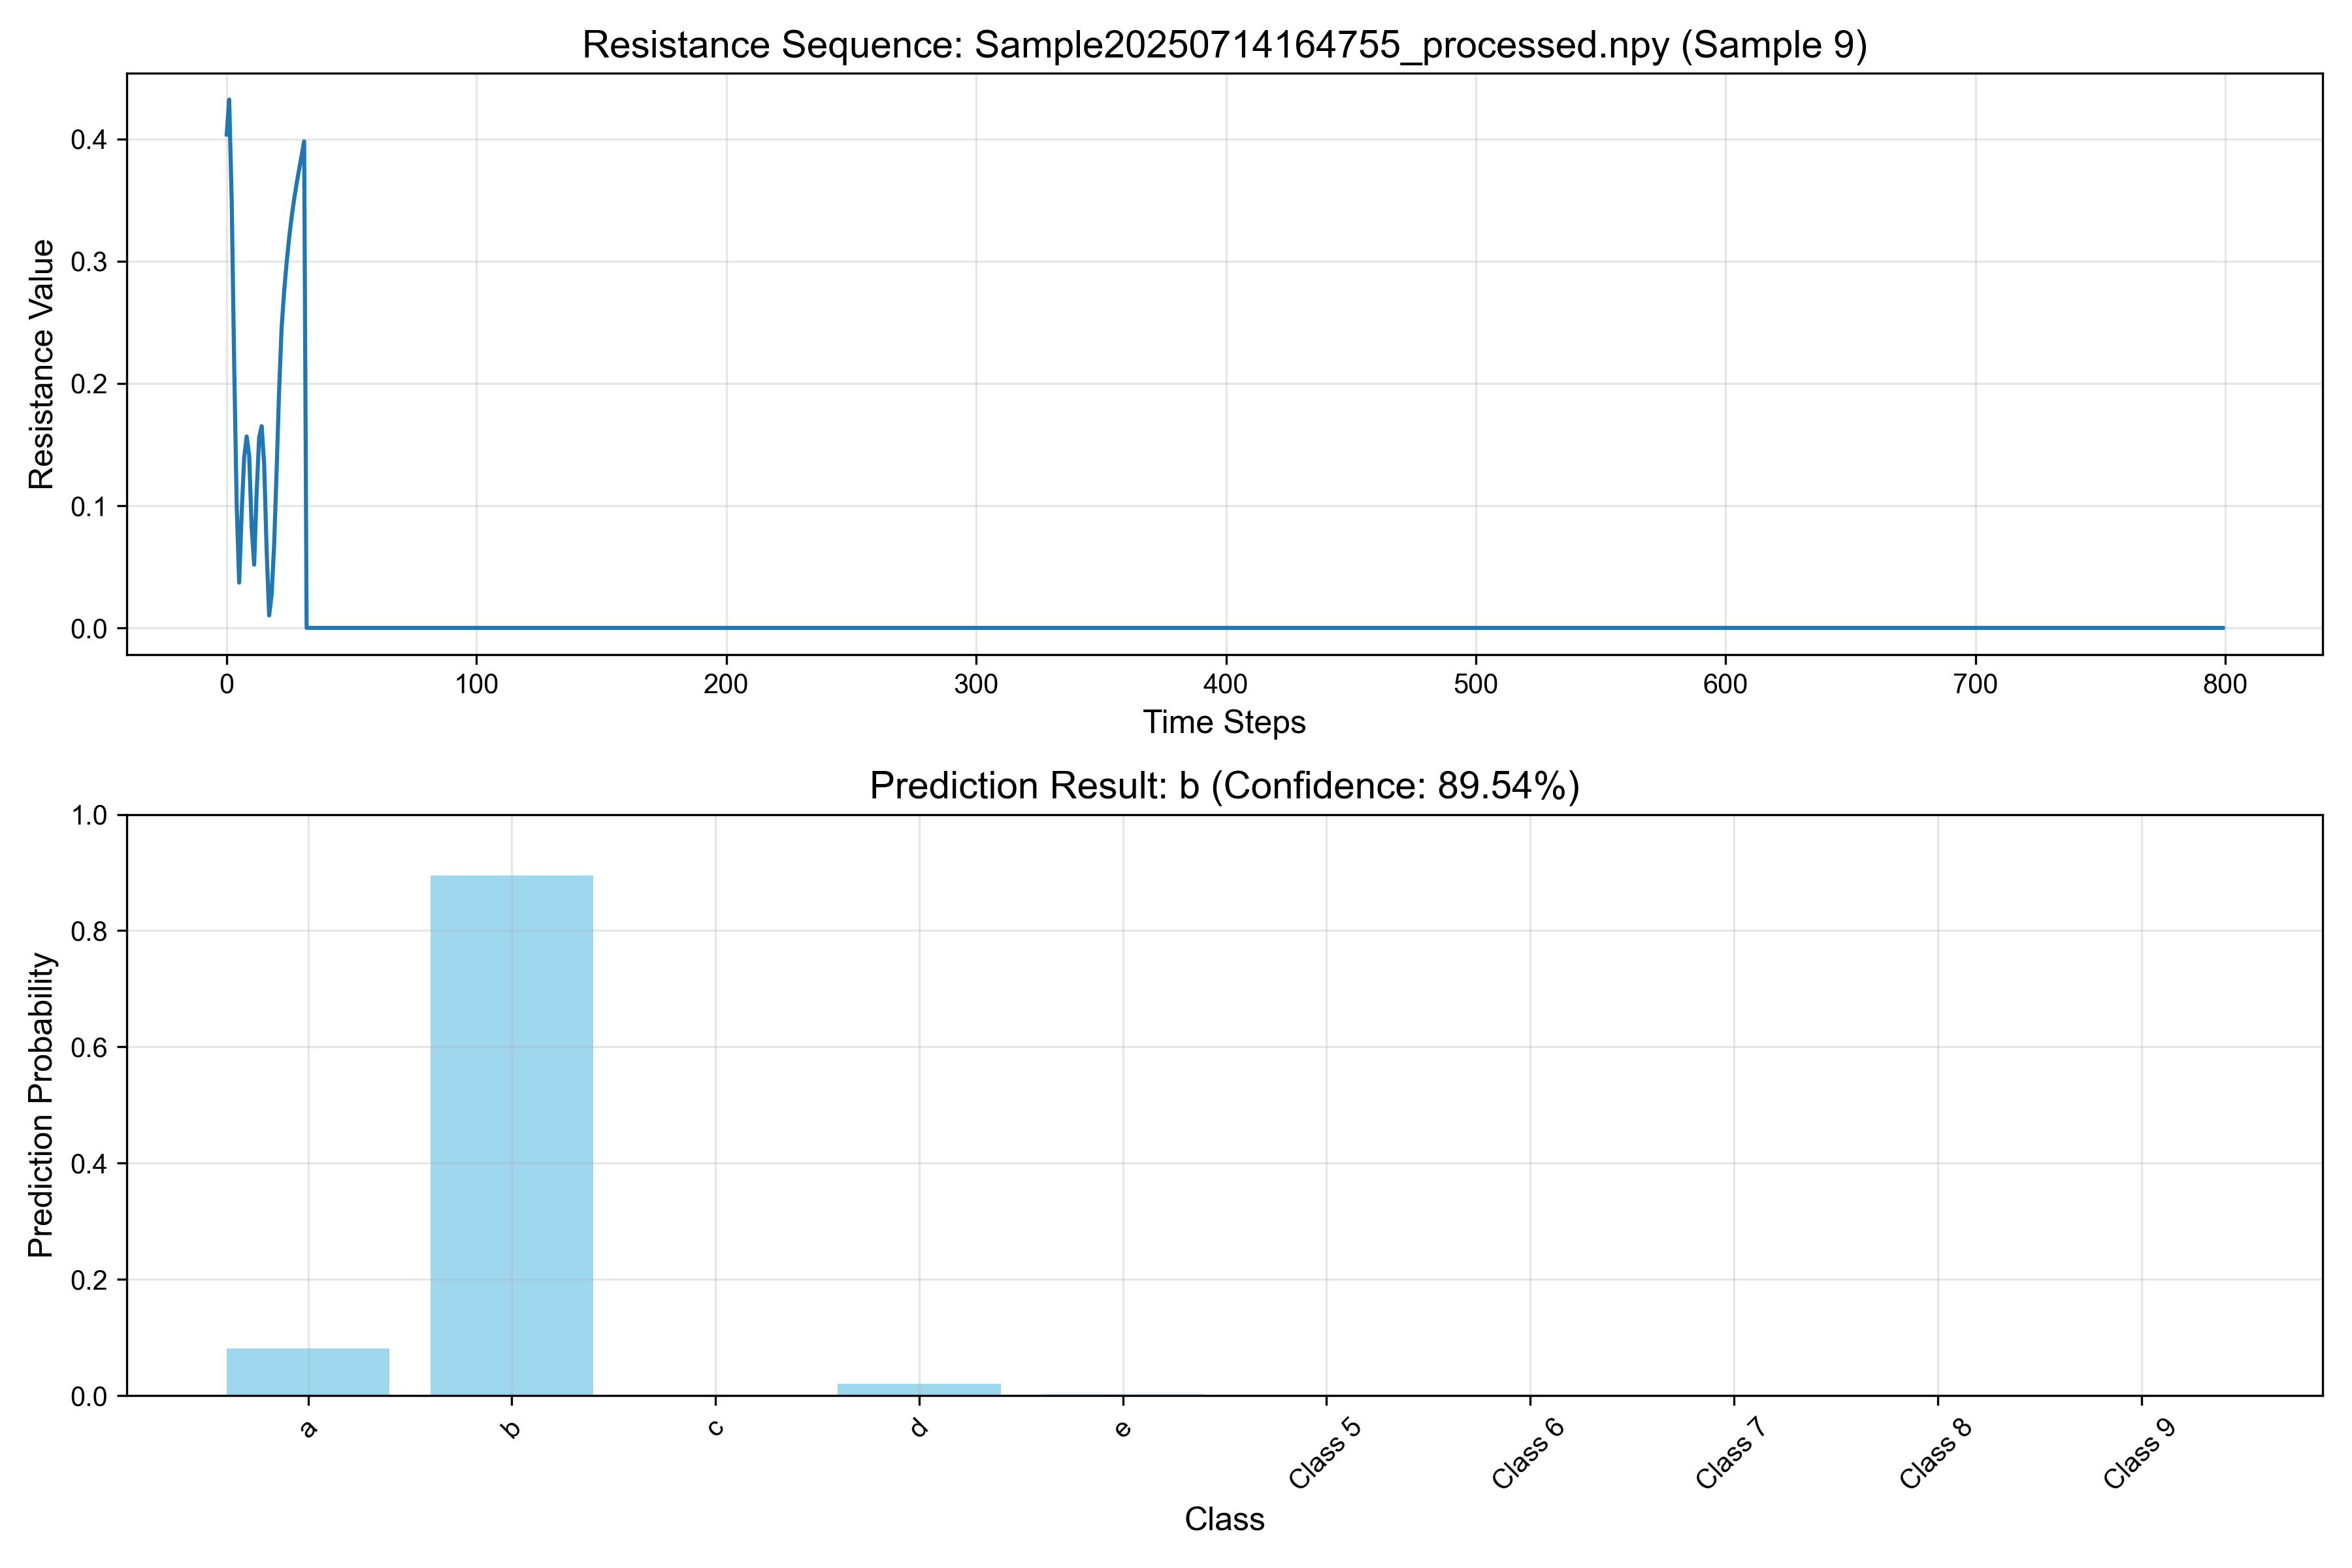 Resistance Sequence: Sample20250714164755_processed.npy (Sample 9)
Resistance Value
0.4
0.3
0.2
0.1
0.0
0 100 200 300 400 500 600 700 800
Time Steps
Prediction Result: b (Confidence: 89.54%)
Prediction Probability
1.0
0.8
0.6
0.4
0.2
0.0
a b c d e Class 5 Class 6 Class 7 Class 8 Class 9
Class